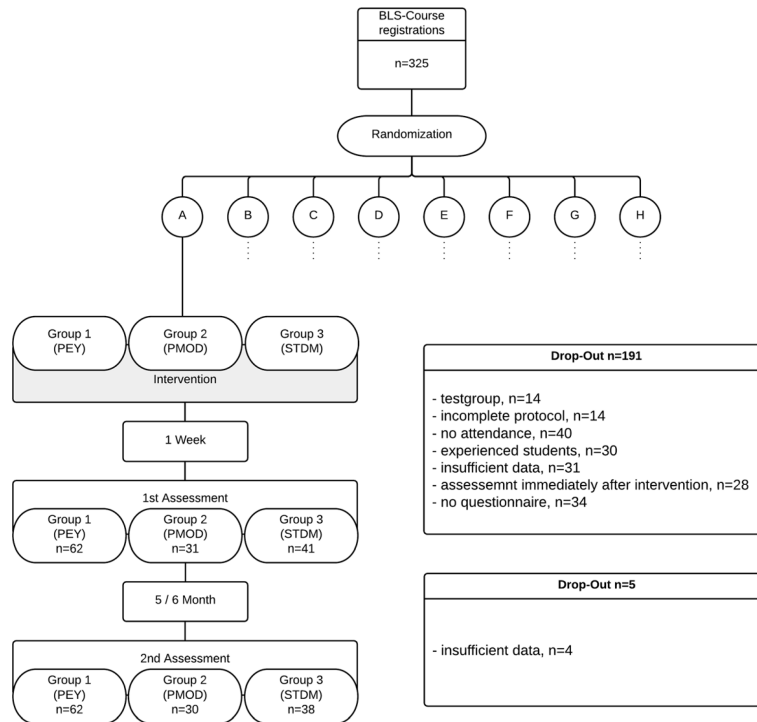 BLS-Course
registrations
n=325
Randomization
A
B
C
D
E
F
G
H
Group 1
(PEY)
Group 2
(PMOD)
Group 3
(STDM)
Intervention
1 Week
1st Assessment
Group 1
(PEY)
n=62
Group 2
(PMOD)
n=31
Group 3
(STDM)
n=41
5 / 6 Month
2nd Assessment
Group 1
(PEY)
n=62
Group 2
(PMOD)
n=30
Group 3
(STDM)
n=38
Drop-Out n=191
- testgroup, n=14
- incomplete protocol, n=14
- no attendance, n=40
- experienced students, n=30
- insufficient data, n=31
- assessemnt immediately after intervention, n=28
- no questionnaire, n=34
Drop-Out n=5
- insufficient data, n=4